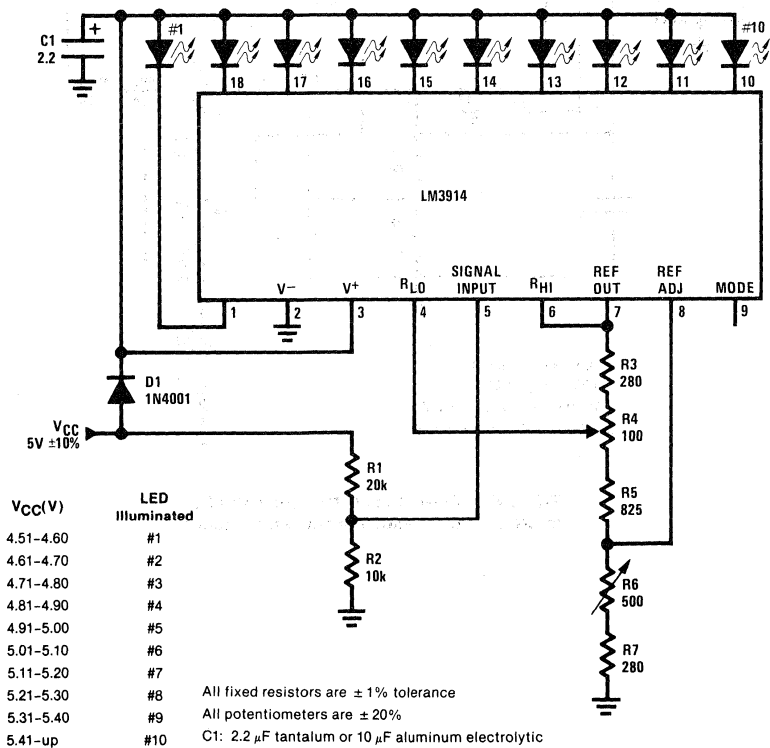 C1
+
2.2
#1
#10
18
17
16
15
14
13
12
11
10
LM3914
V−
V+
RLO
SIGNAL
INPUT
RHI
REF
OUT
REF
ADJ
MODE
1
2
3
4
5
6
7
8
9
D1
1N4001
VCC
5V ±10%
R1
20k
R2
10k
R3
280
R4
100
R5
825
R6
500
R7
280
VCC(V) LED
Illuminated
4.51–4.60 #1
4.61–4.70 #2
4.71–4.80 #3
4.81–4.90 #4
4.91–5.00 #5
5.01–5.10 #6
5.11–5.20 #7
5.21–5.30 #8
5.31–5.40 #9
5.41–up #10
All fixed resistors are ± 1% tolerance
All potentiometers are ± 20%
C1: 2.2 μF tantalum or 10 μF aluminum electrolytic